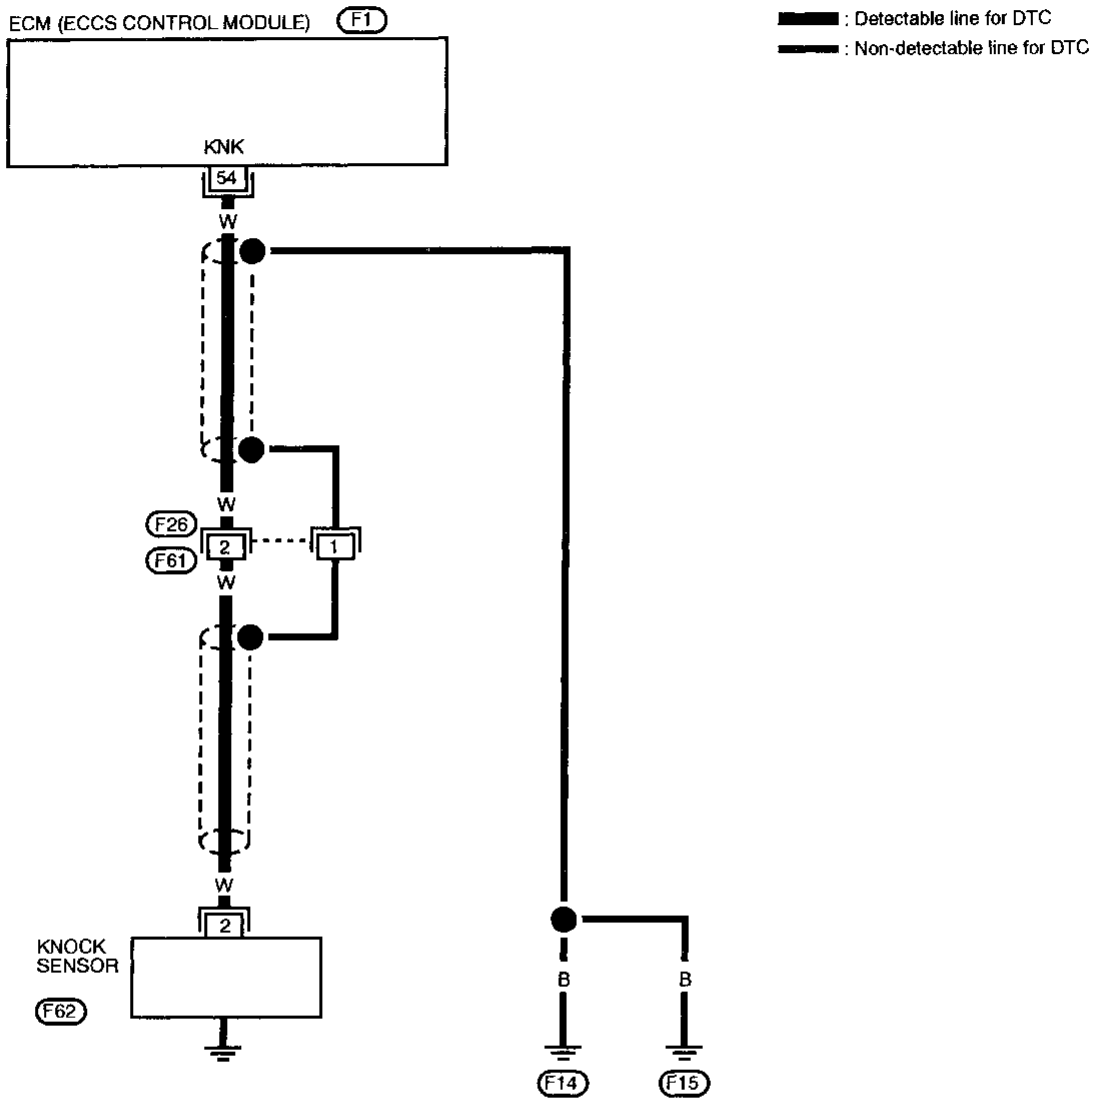 ECM (ECCS CONTROL MODULE) F1
: Detectable line for DTC
: Non-detectable line for DTC
KNK
54
W
W
F26
2
1
F61
W
W
2
KNOCK
SENSOR
F62
B
B
F14
F15